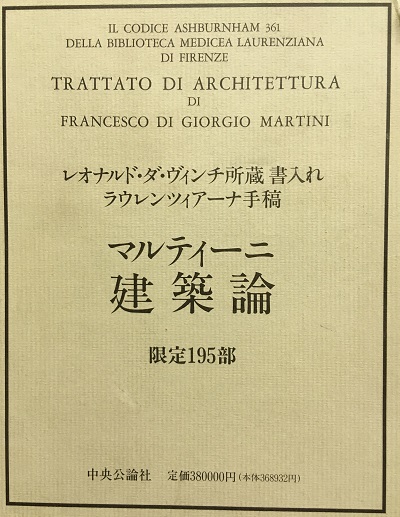 IL CODICE ASHBURNHAM 361
DELLA BIBLIOTECA MEDICEA LAURENZIANA
DI FIRENZE
TRATTATO DI ARCHITETTURA
DI
FRANCESCO DI GIORGIO MARTINI
レオナルド・ダ・ヴィンチ所蔵 書入れ
ラウレンツィアーナ手稿
マルティーニ
建築論
限定195部
中央公論社 定価380000円(本体368932円)